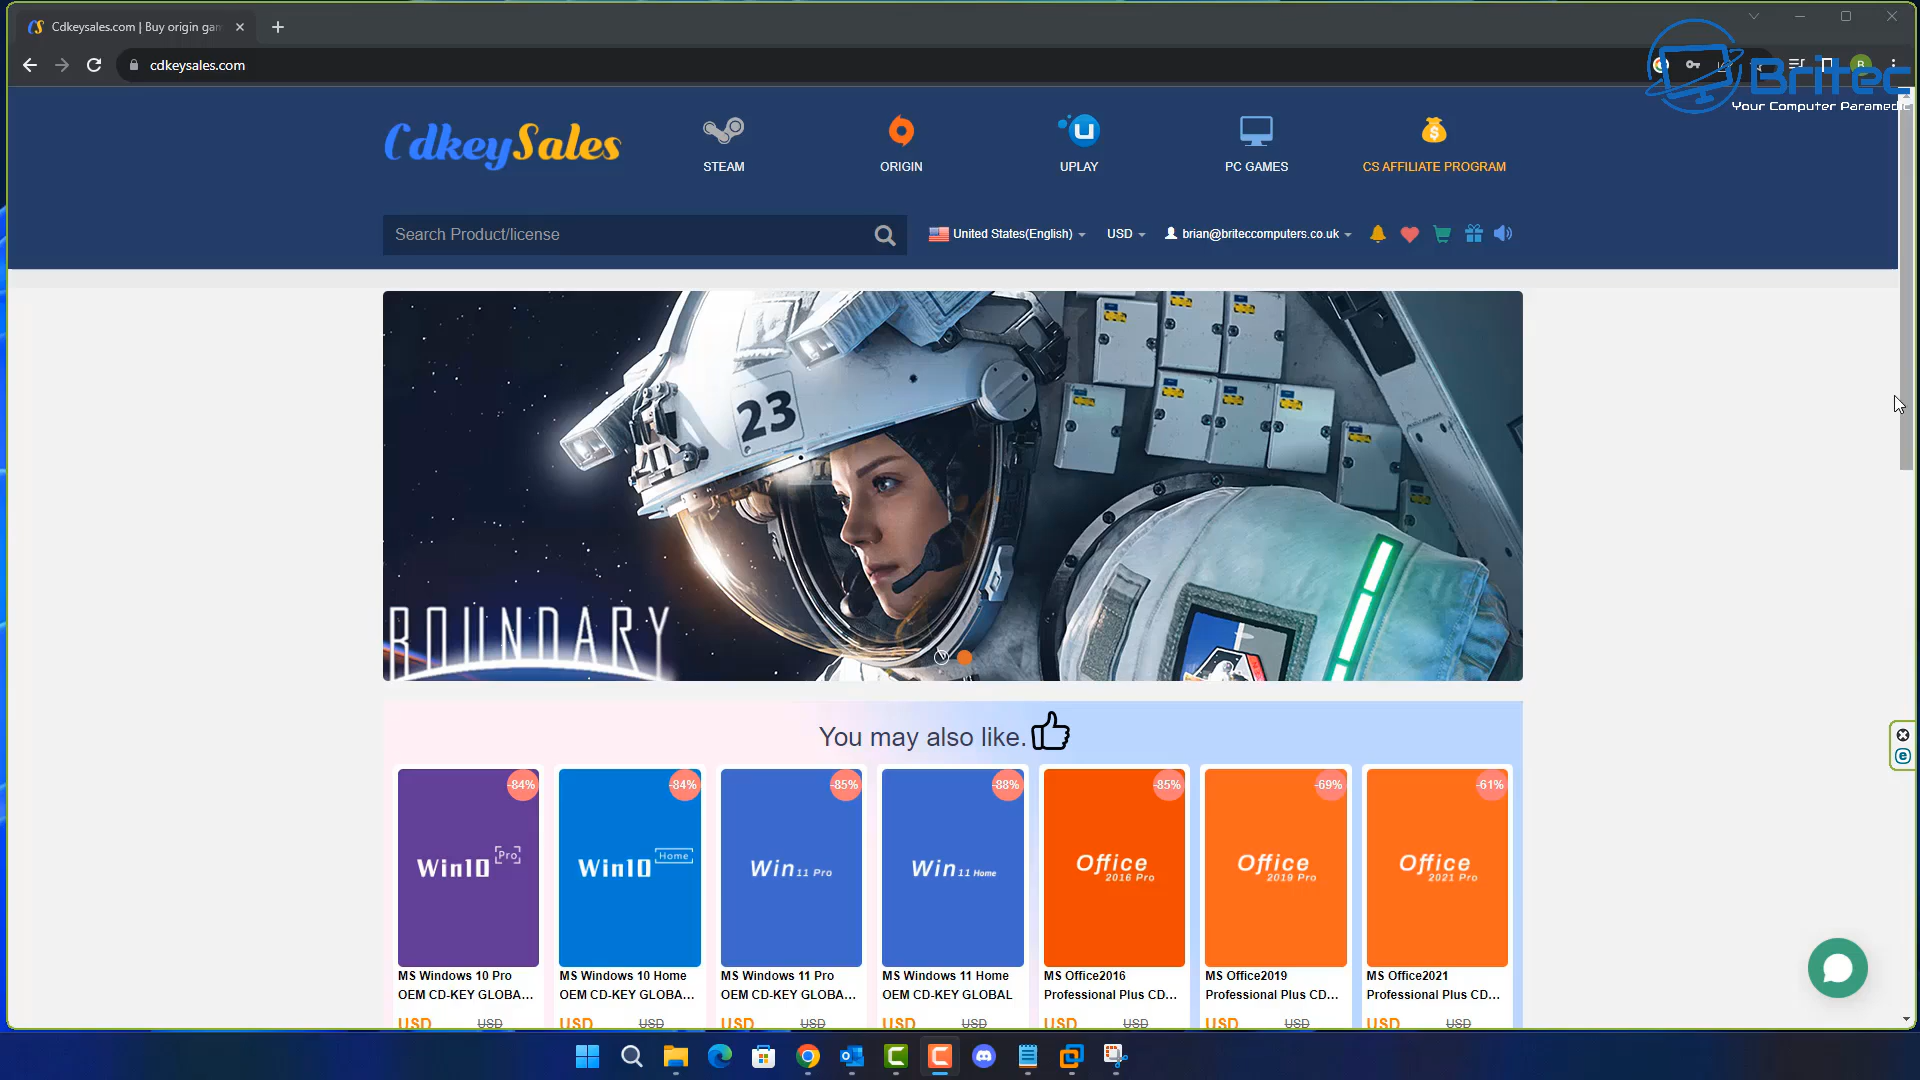 Cdkeysales.com | Buy origin gam
cdkeysales.com
Britec
Your Computer Paramedic
CdkeySales
STEAM
ORIGIN
UPLAY
PC GAMES
CS AFFILIATE PROGRAM
Search Product/license
United States(English)
USD
brian@briteccomputers.co.uk
23
BOUNDARY
You may also like.
-84%
-84%
-85%
-88%
-85%
-69%
-61%
Win10 Pro
Win10 Home
Win 11 Pro
Win 11 Home
Office
2016 Pro
Office
2019 Pro
Office
2021 Pro
MS Windows 10 Pro
OEM CD-KEY GLOBA...
MS Windows 10 Home
OEM CD-KEY GLOBA...
MS Windows 11 Pro
OEM CD-KEY GLOBA...
MS Windows 11 Home
OEM CD-KEY GLOBAL
MS Office2016
Professional Plus CD...
MS Office2019
Professional Plus CD...
MS Office2021
Professional Plus CD...
USD USD
USD USD
USD USD
USD USD
USD USD
USD USD
USD USD